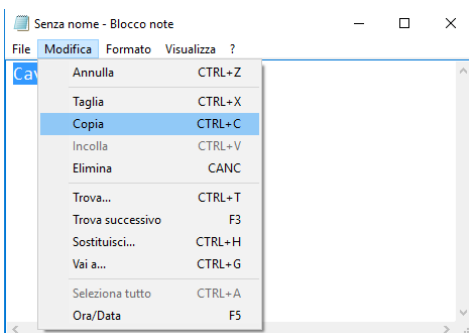 Senza nome - Blocco note
File Modifica Formato Visualizza ?
Annulla CTRL+Z
Taglia CTRL+X
Copia CTRL+C
Incolla CTRL+V
Elimina CANC
Trova... CTRL+T
Trova successivo F3
Sostituisci... CTRL+H
Vai a... CTRL+G
Seleziona tutto CTRL+A
Ora/Data F5